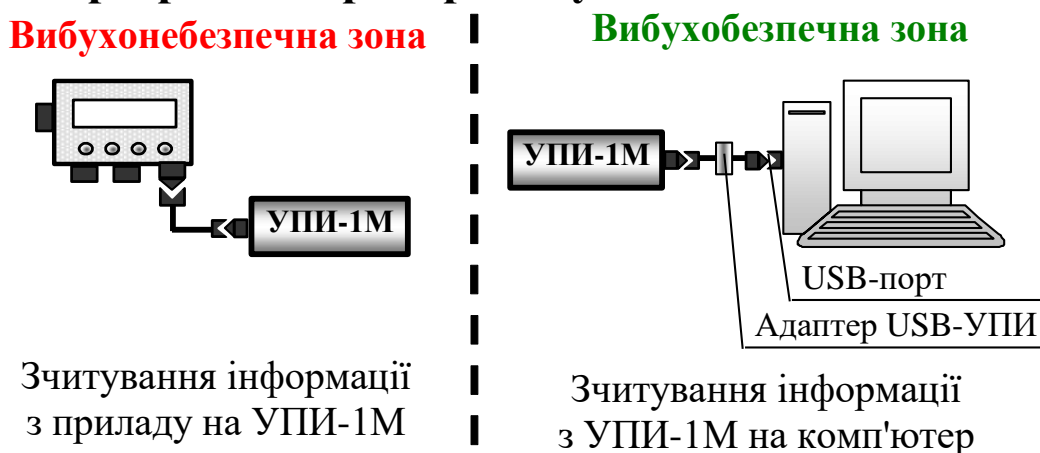 Вибухонебезпечна зона
УПИ-1М
Зчитування інформації
з приладу на УПИ-1М
Вибухобезпечна зона
УПИ-1М
USB-порт
Адаптер USB-УПИ
Зчитування інформації
з УПИ-1М на комп'ютер